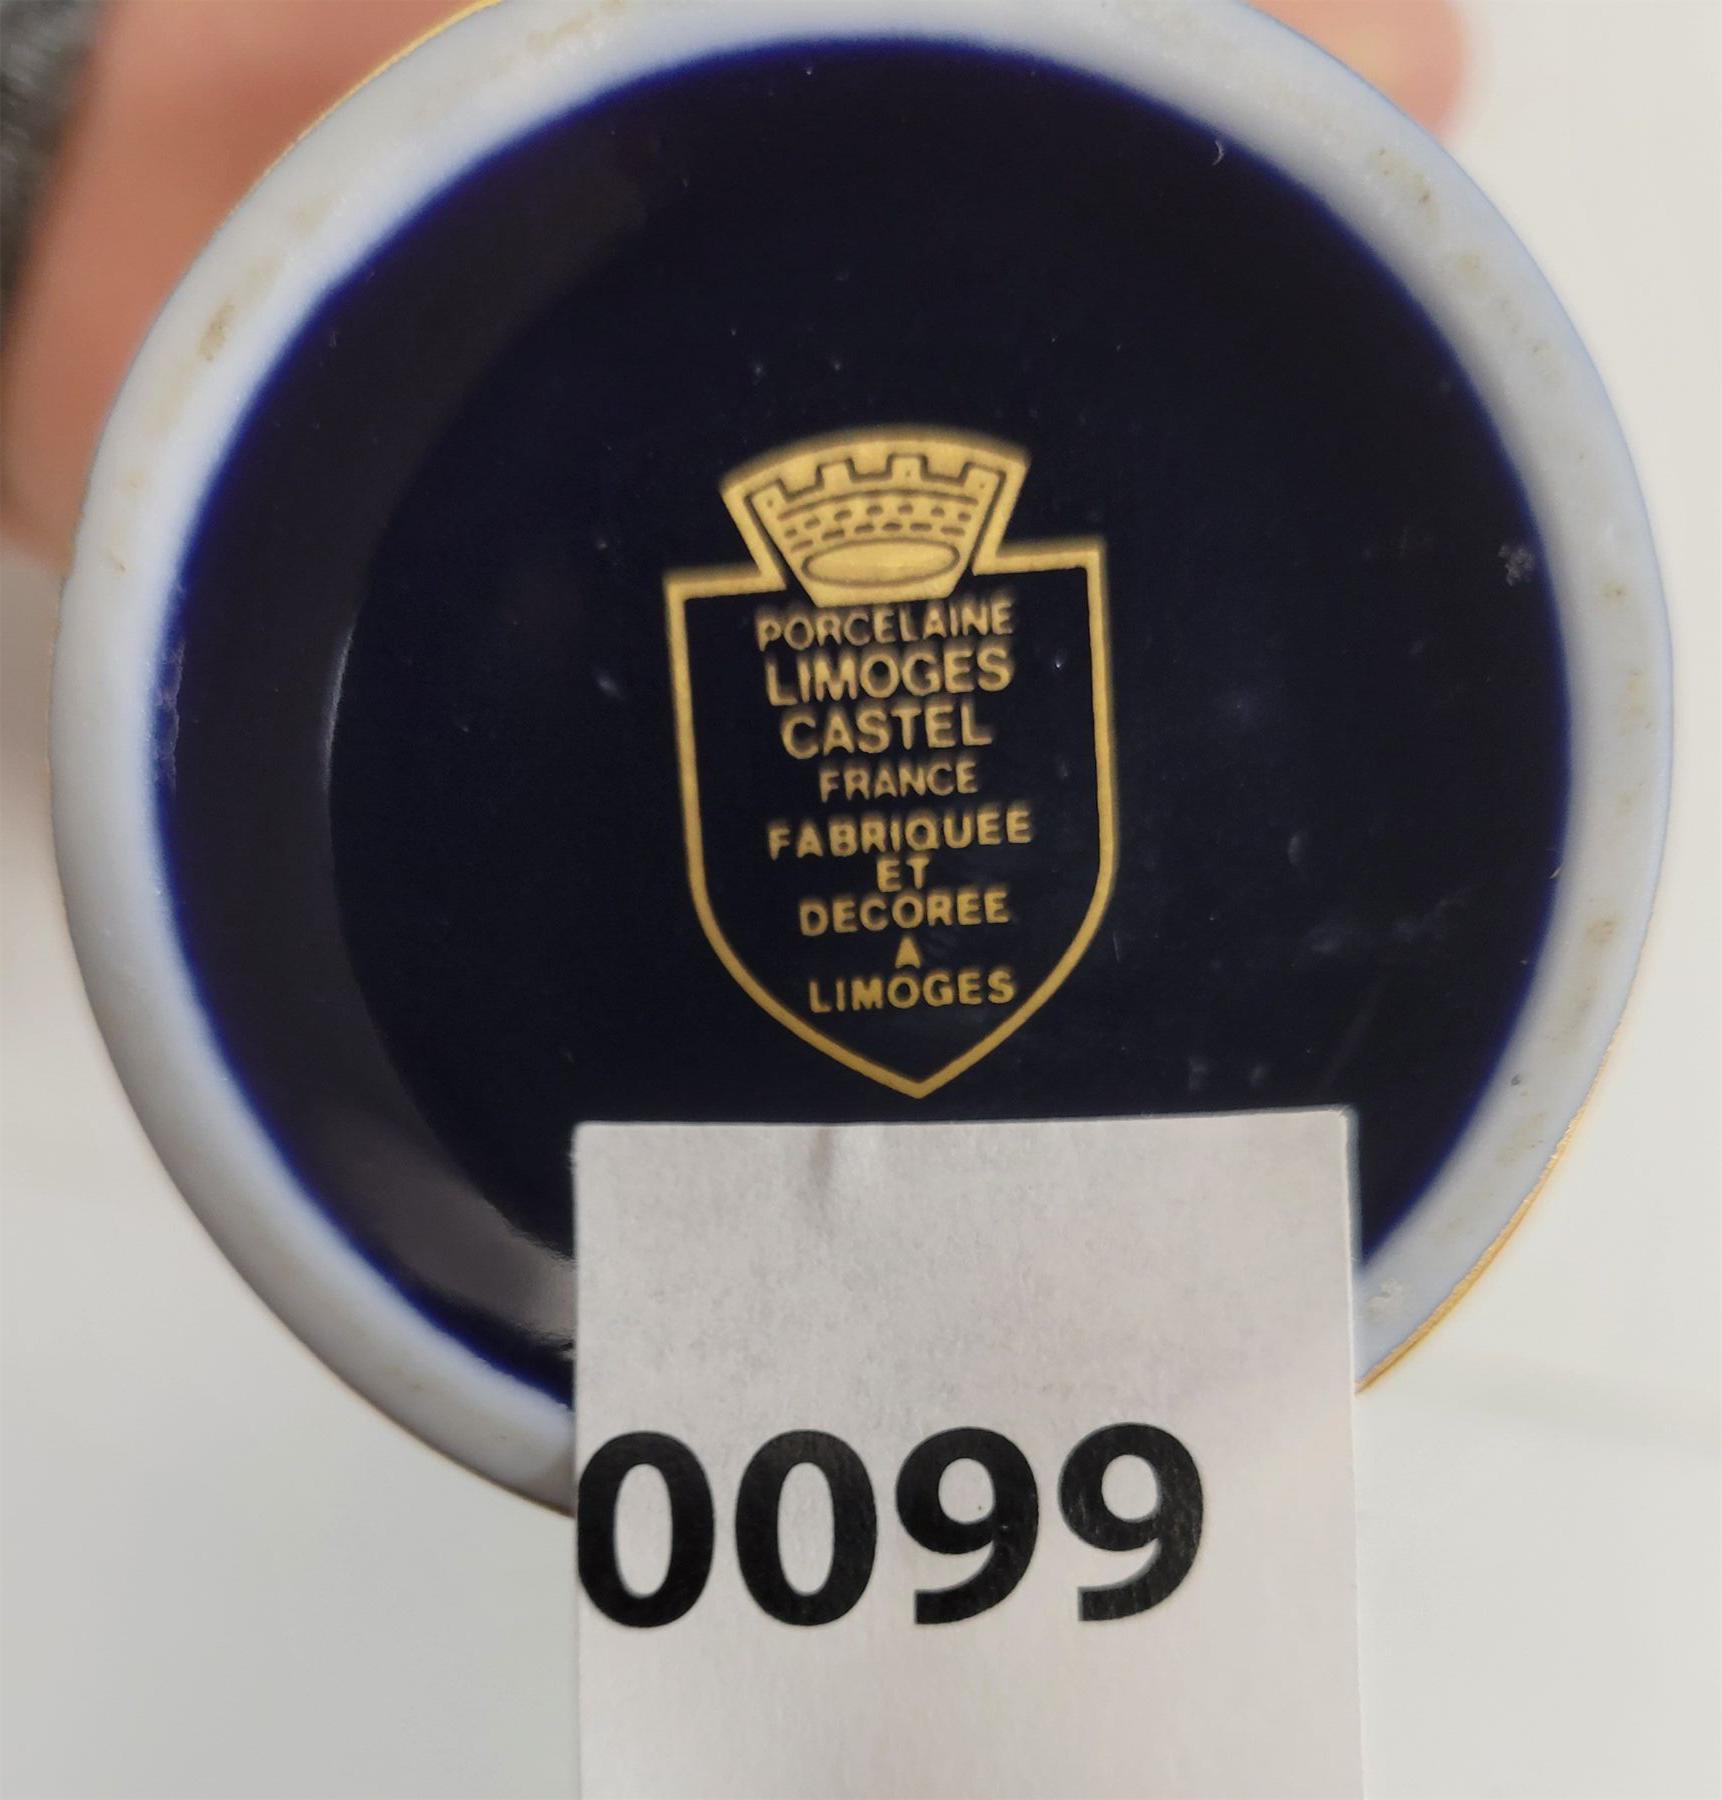 PORCELAINE
LIMOGES
CASTEL
FRANCE
FABRIQUEE
ET
DECOREE
A
LIMOGES
0099